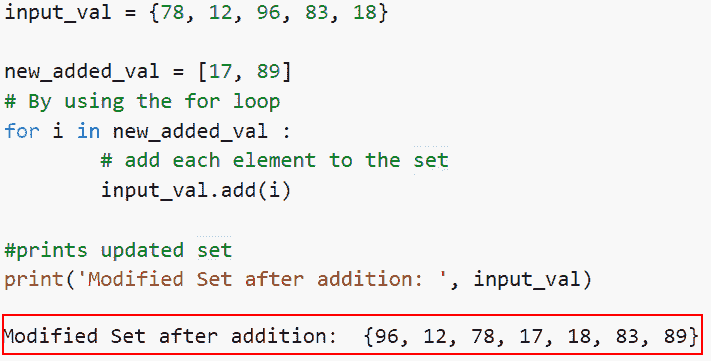 input_val = {78, 12, 96, 83, 18}
new_added_val = [17, 89]
# By using the for loop
for i in new_added_val :
# add each element to the set
input_val.add(i)
#prints updated set
print('Modified Set after addition: ', input_val)
Modified Set after addition:  {96, 12, 78, 17, 18, 83, 89}